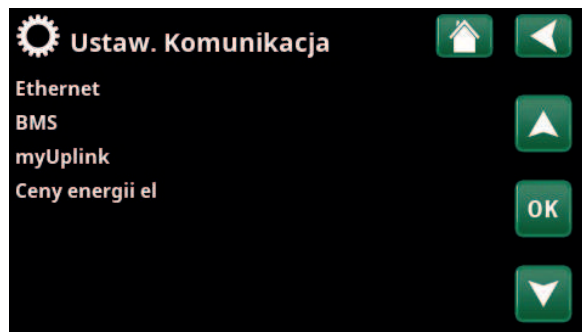 Ustaw. Komunikacja
Ethernet
BMS
myUplink
Ceny energii el
OK